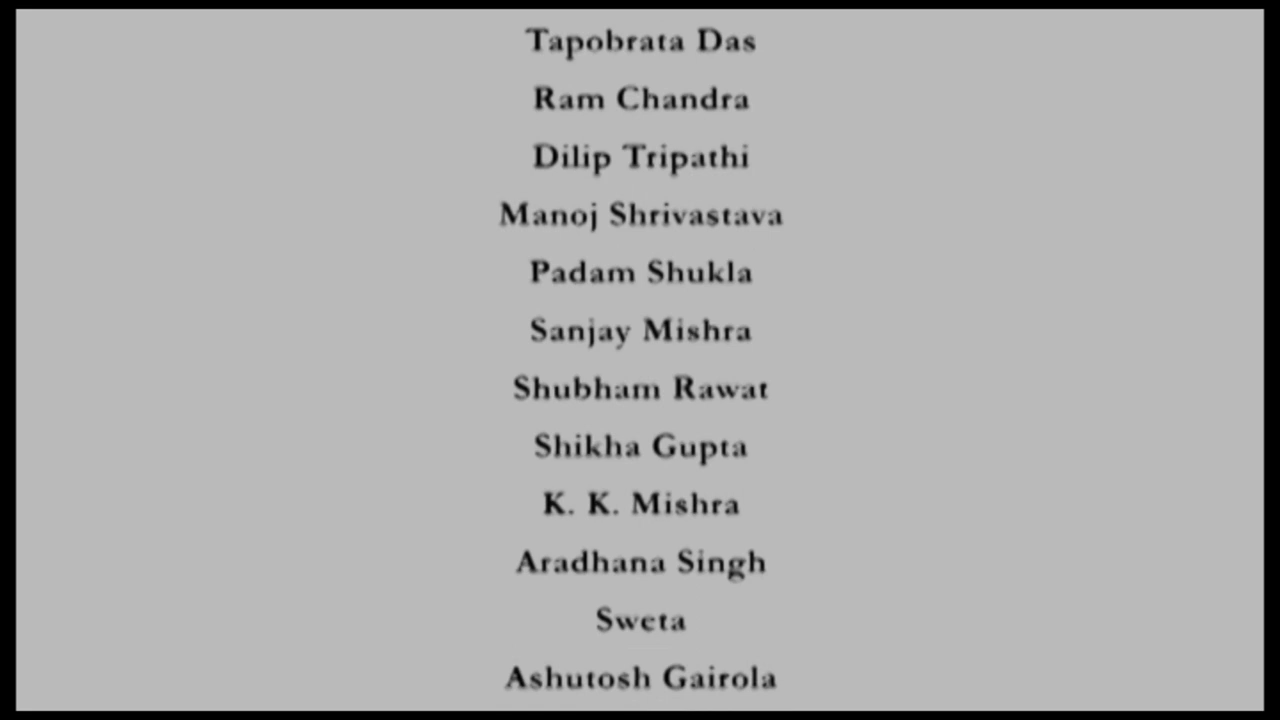 Tapobrata Das
Ram Chandra
Dilip Tripathi
Manoj Shrivastava
Padam Shukla
Sanjay Mishra
Shubham Rawat
Shikha Gupta
K. K. Mishra
Aradhana Singh
Sweta
Ashutosh Gairola